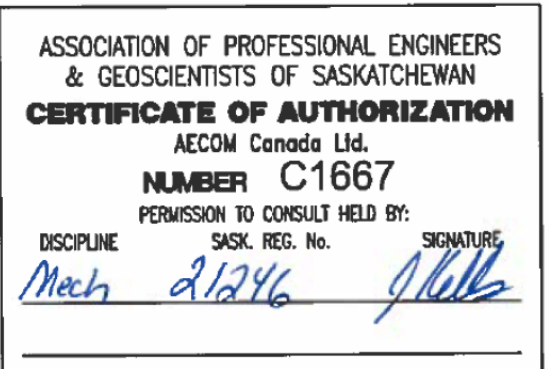 ASSOCIATION OF PROFESSIONAL ENGINEERS
& GEOSCIENTISTS OF SASKATCHEWAN
CERTIFICATE OF AUTHORIZATION
AECOM Canada Ltd.
NUMBER C1667
PERMISSION TO CONSULT HELD BY:
DISCIPLINE SASK. REG. No. SIGNATURE
Mech 21246